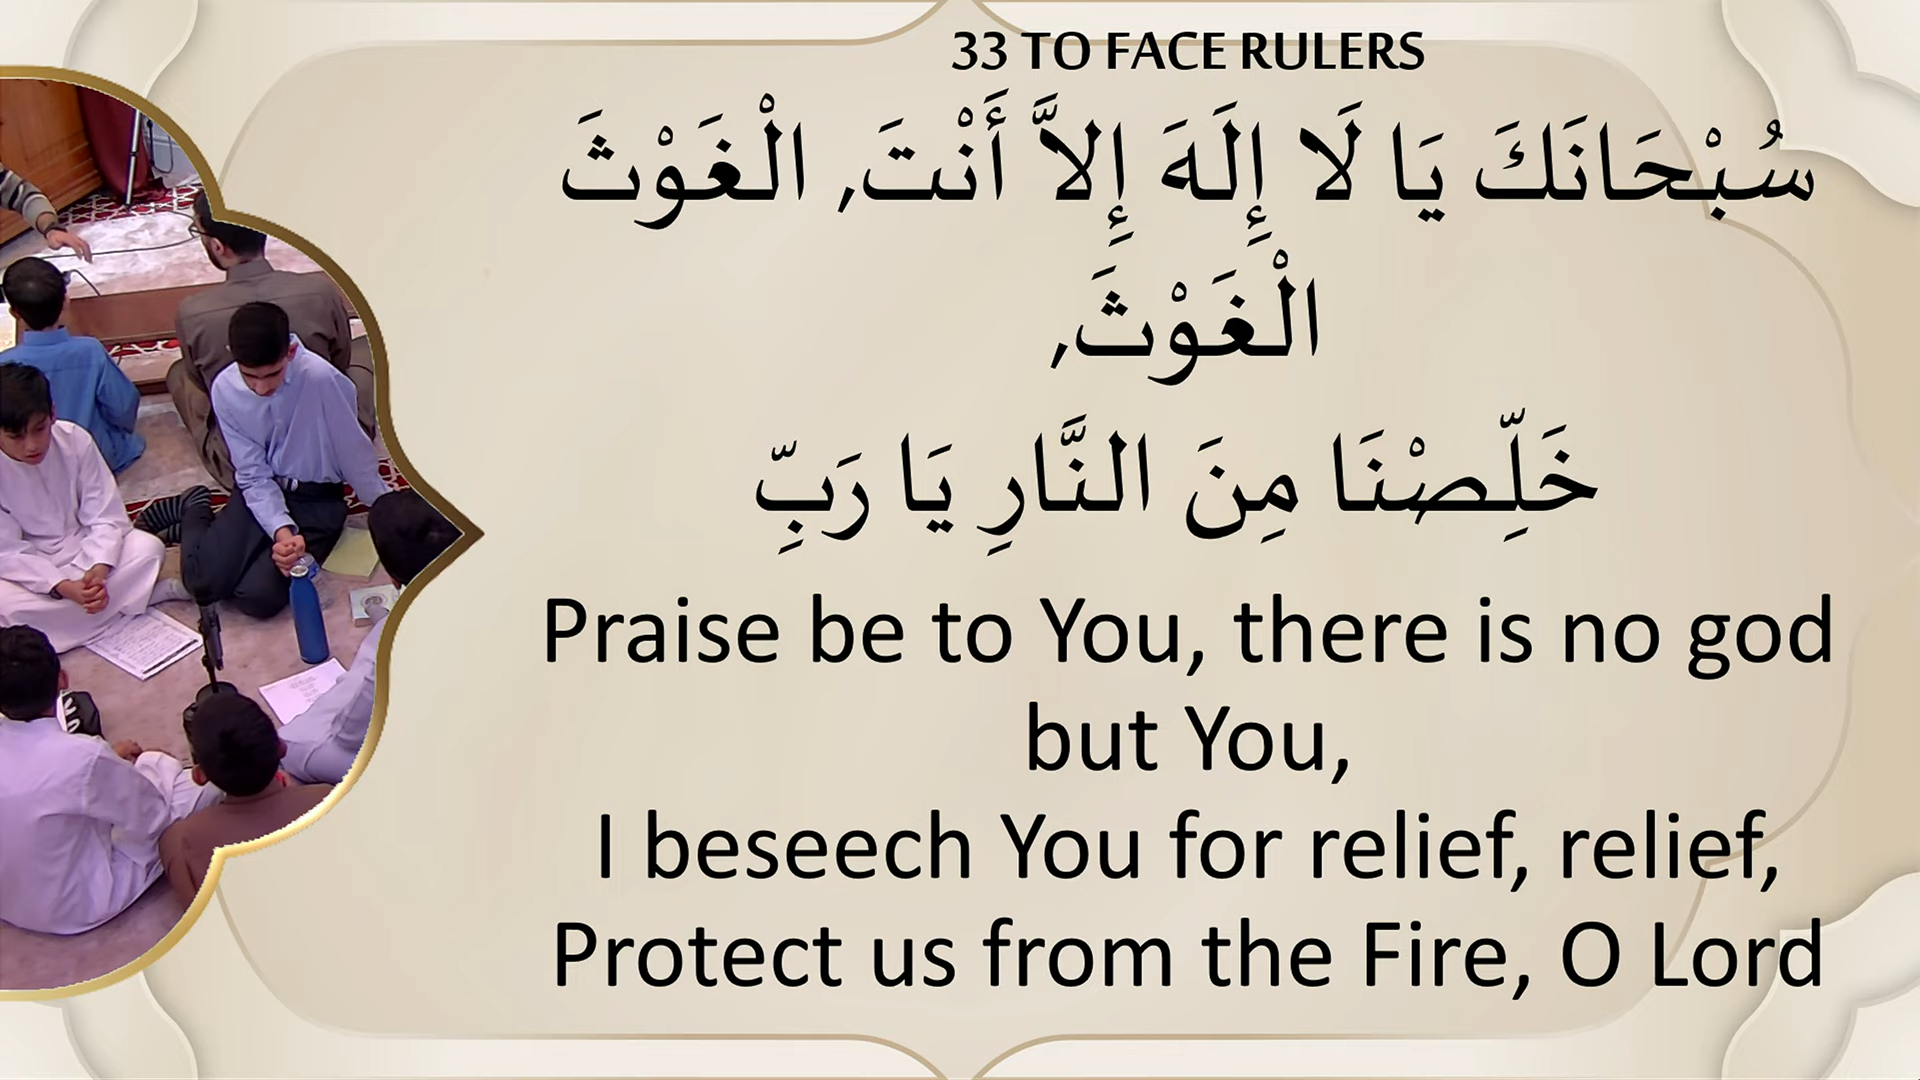 33 TO FACE RULERS
سُبْحَانَكَ يَا لَا إِلَهَ إِلاَّ أَنْتَ, الْغَوْثَ
الْغَوْثَ,
خَلِّصْنَا مِنَ النَّارِ يَا رَبِّ
Praise be to You, there is no god
but You,
I beseech You for relief, relief,
Protect us from the Fire, O Lord